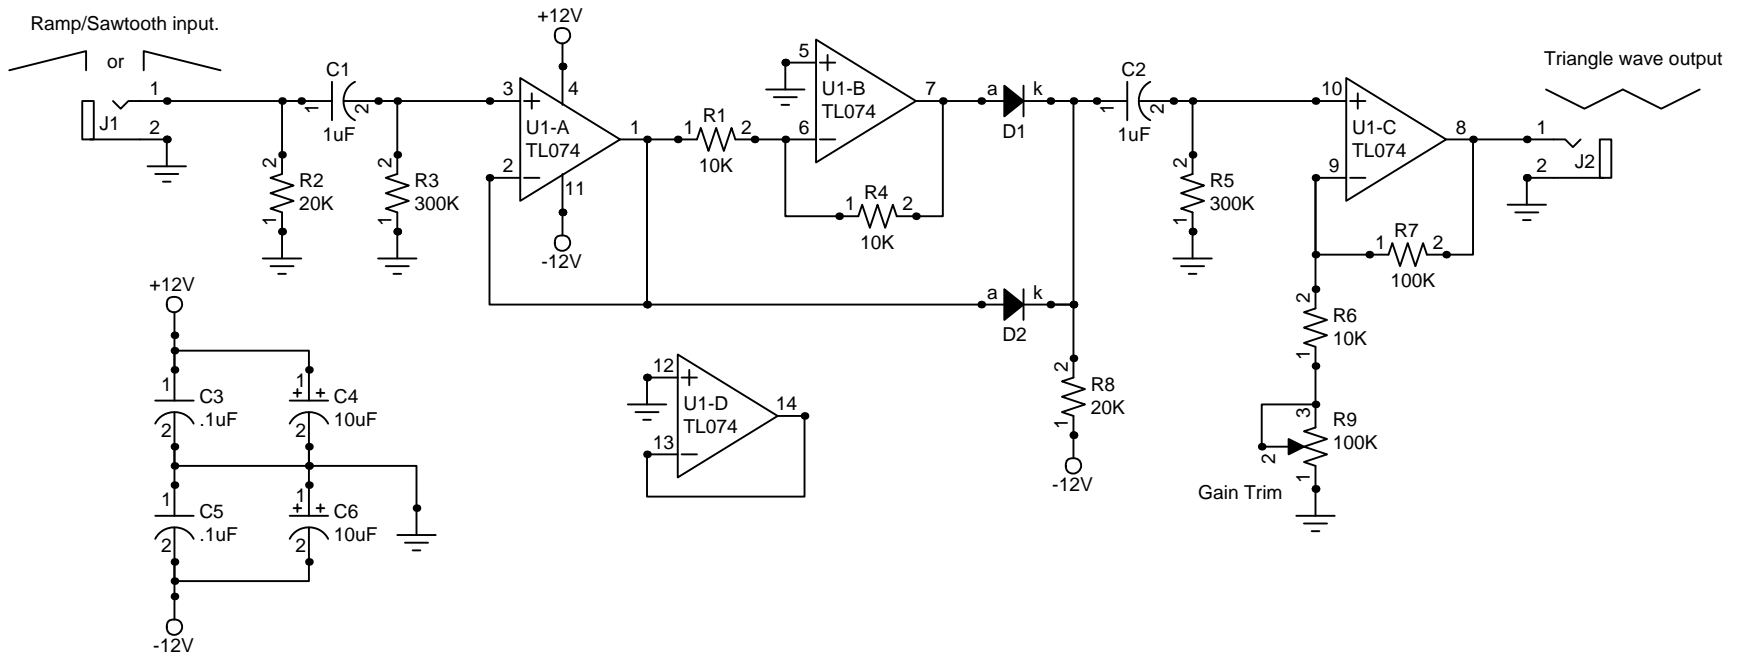 Ramp/Sawtooth input.
or
+12V
Triangle wave output
1
J1
2
C1
1 2
1uF
R2
20K
2
1
R3
300K
2
1
3
4
U1-A
TL074
2
11
1
-12V
R1
1 2
10K
5
U1-B
TL074
6
7
R4
1 2
10K
a k
D1
a k
D2
C2
1 2
1uF
R5
300K
2
1
10
U1-C
TL074
9
8
1
J2
2
R7
1 2
100K
R6
10K
2
1
R9
100K
3
2
1
Gain Trim
R8
20K
2
1
-12V
12
U1-D
TL074
13
14
+12V
1
C3
.1uF
2
1
+ +
C4
10uF
2
1
C5
.1uF
2
1
+ +
C6
10uF
2
-12V